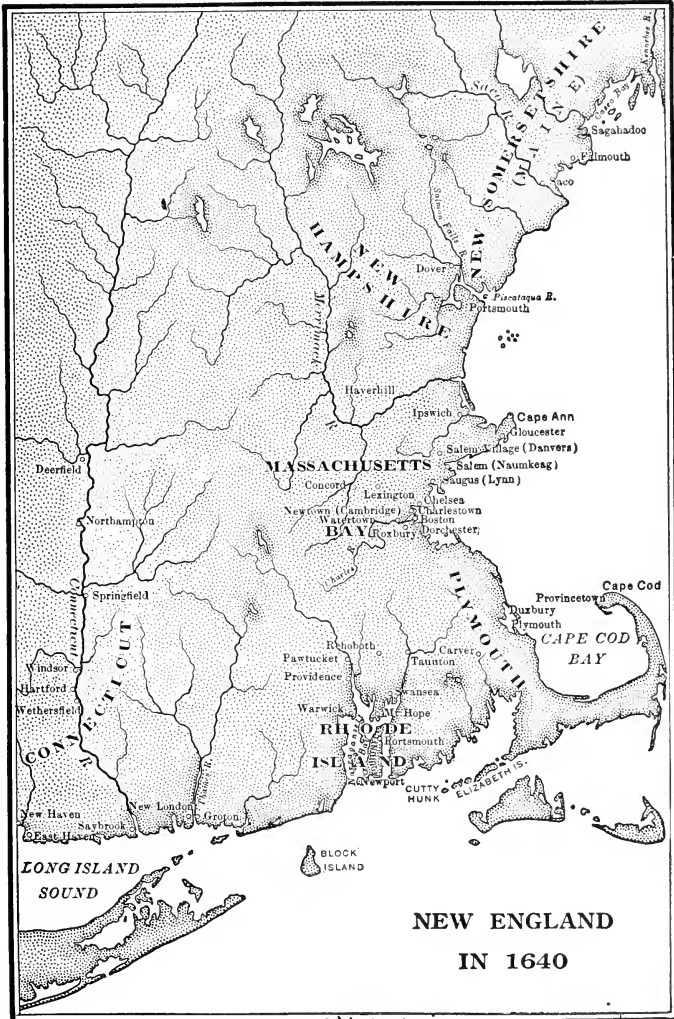 Kennebec R.
Casco Bay
Saco R.
NEW SOMERSETSHIRE
(MAINE)
Sagahadoc
Falmouth
aco
Salmon Falls R.
NEW
HAMPSHIRE
Dover
Piscataqua R.
Portsmouth
Merrimack
R.
Haverhill
Ipswich
Cape Ann
Gloucester
Salem Village (Danvers)
Deerfield
MASSACHUSETTS
Salem (Naumkeag)
Concord
Saugus (Lynn)
Lexington
Chelsea
Newtown (Cambridge)
Charlestown
Northampton
Watertown
Boston
BAY
Roxbury
Dorchester
Charles R.
Connecticut
R.
Springfield
PLYMOUTH
Cape Cod
Provincetown
Duxbury
Plymouth
CAPE COD
BAY
CONNECTICUT
Rehoboth
Carver
Windsor
Pawtucket
Taunton
Hartford
Providence
Swansea
Wethersfield
Warwick
Mt Hope
RHODE
Portsmouth
ISLAND
Newport
CUTTY
HUNK
ELIZABETH IS.
New Haven
New London
Thames R.
Saybrook
Groton
East Haven
BLOCK
ISLAND
LONG ISLAND
SOUND
NEW ENGLAND
IN 1640